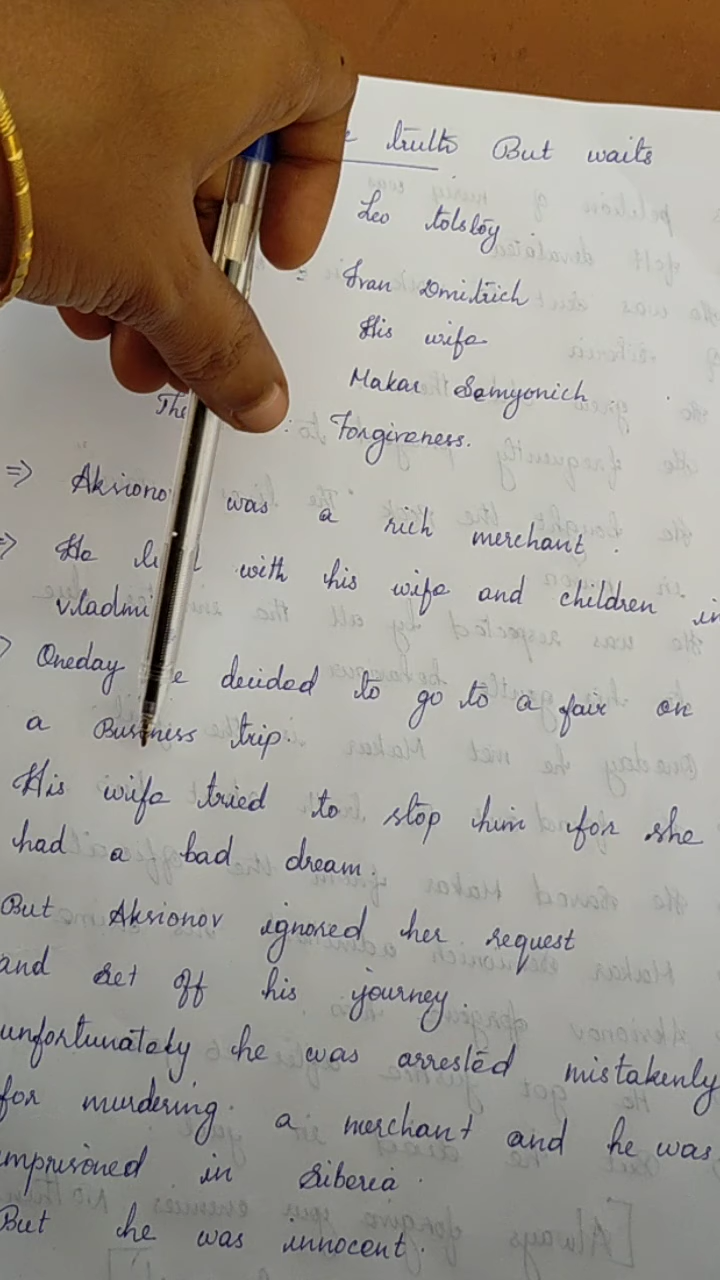 truth But waits
Leo tolstoy
= Ivan Dmitrich
His wife
Makar Semyonich
The : Forgiveness.
⇒ Aksiono was a rich merchant.
⇒ He with his wife and children in
vladmi
Oneday decided to go to a fair on
a Business trip.
His wife tried to stop him for she
had a bad dream.
But Aksionov ignored her request
and set off his journey.
unfortunately he was arrested mistakenly
for murdering. a merchant and he was
imprisoned in Siberia.
But he was innocent.